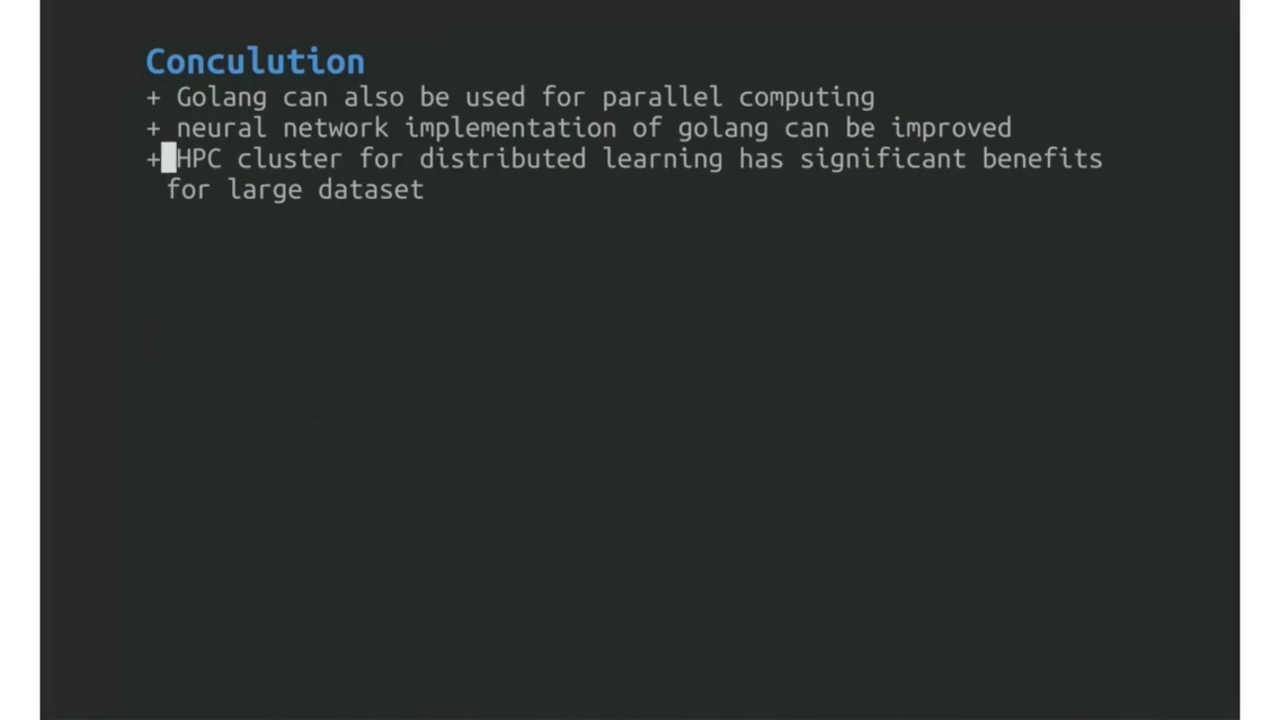 Conculution
+ Golang can also be used for parallel computing
+ neural network implementation of golang can be improved
+ HPC cluster for distributed learning has significant benefits
for large dataset